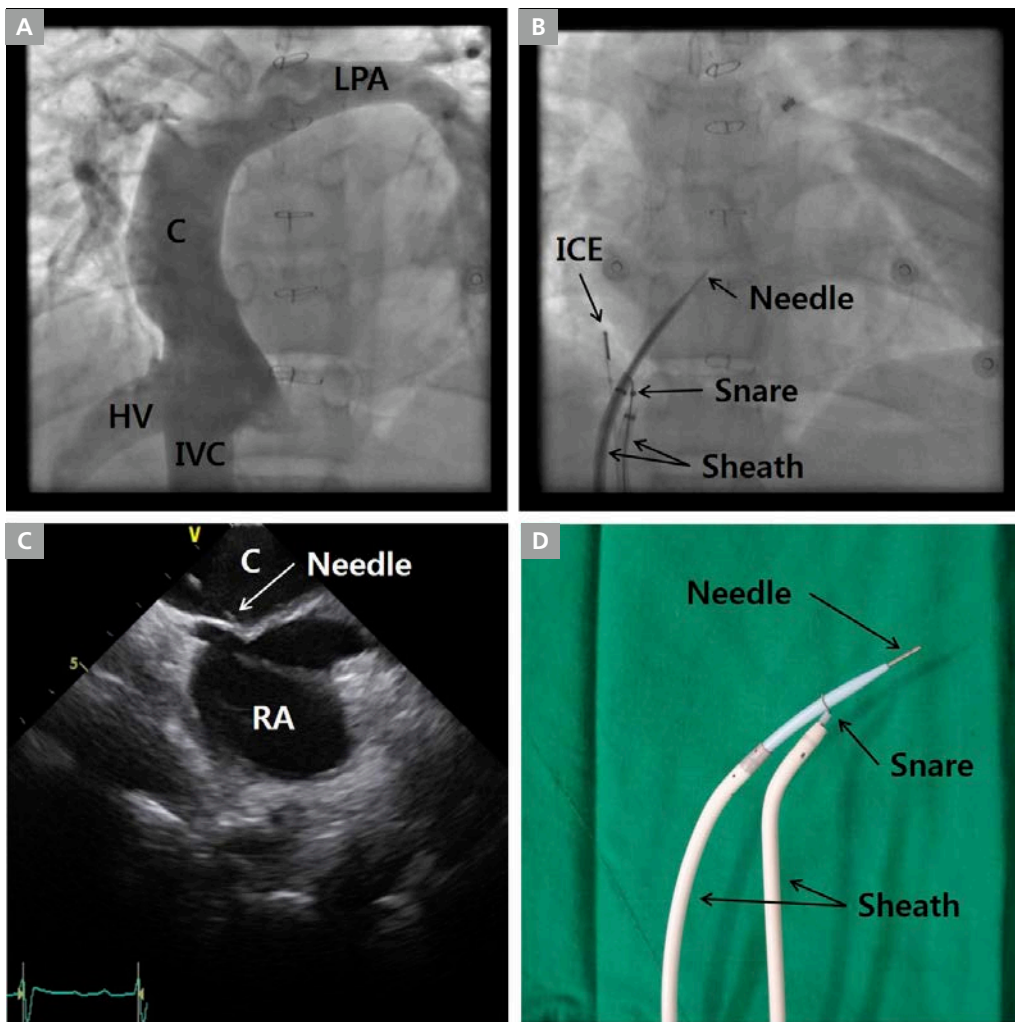 A
LPA
C
HV
IVC
B
ICE
Needle
Snare
Sheath
C
V
C
Needle
5
RA
D
Needle
Snare
Sheath